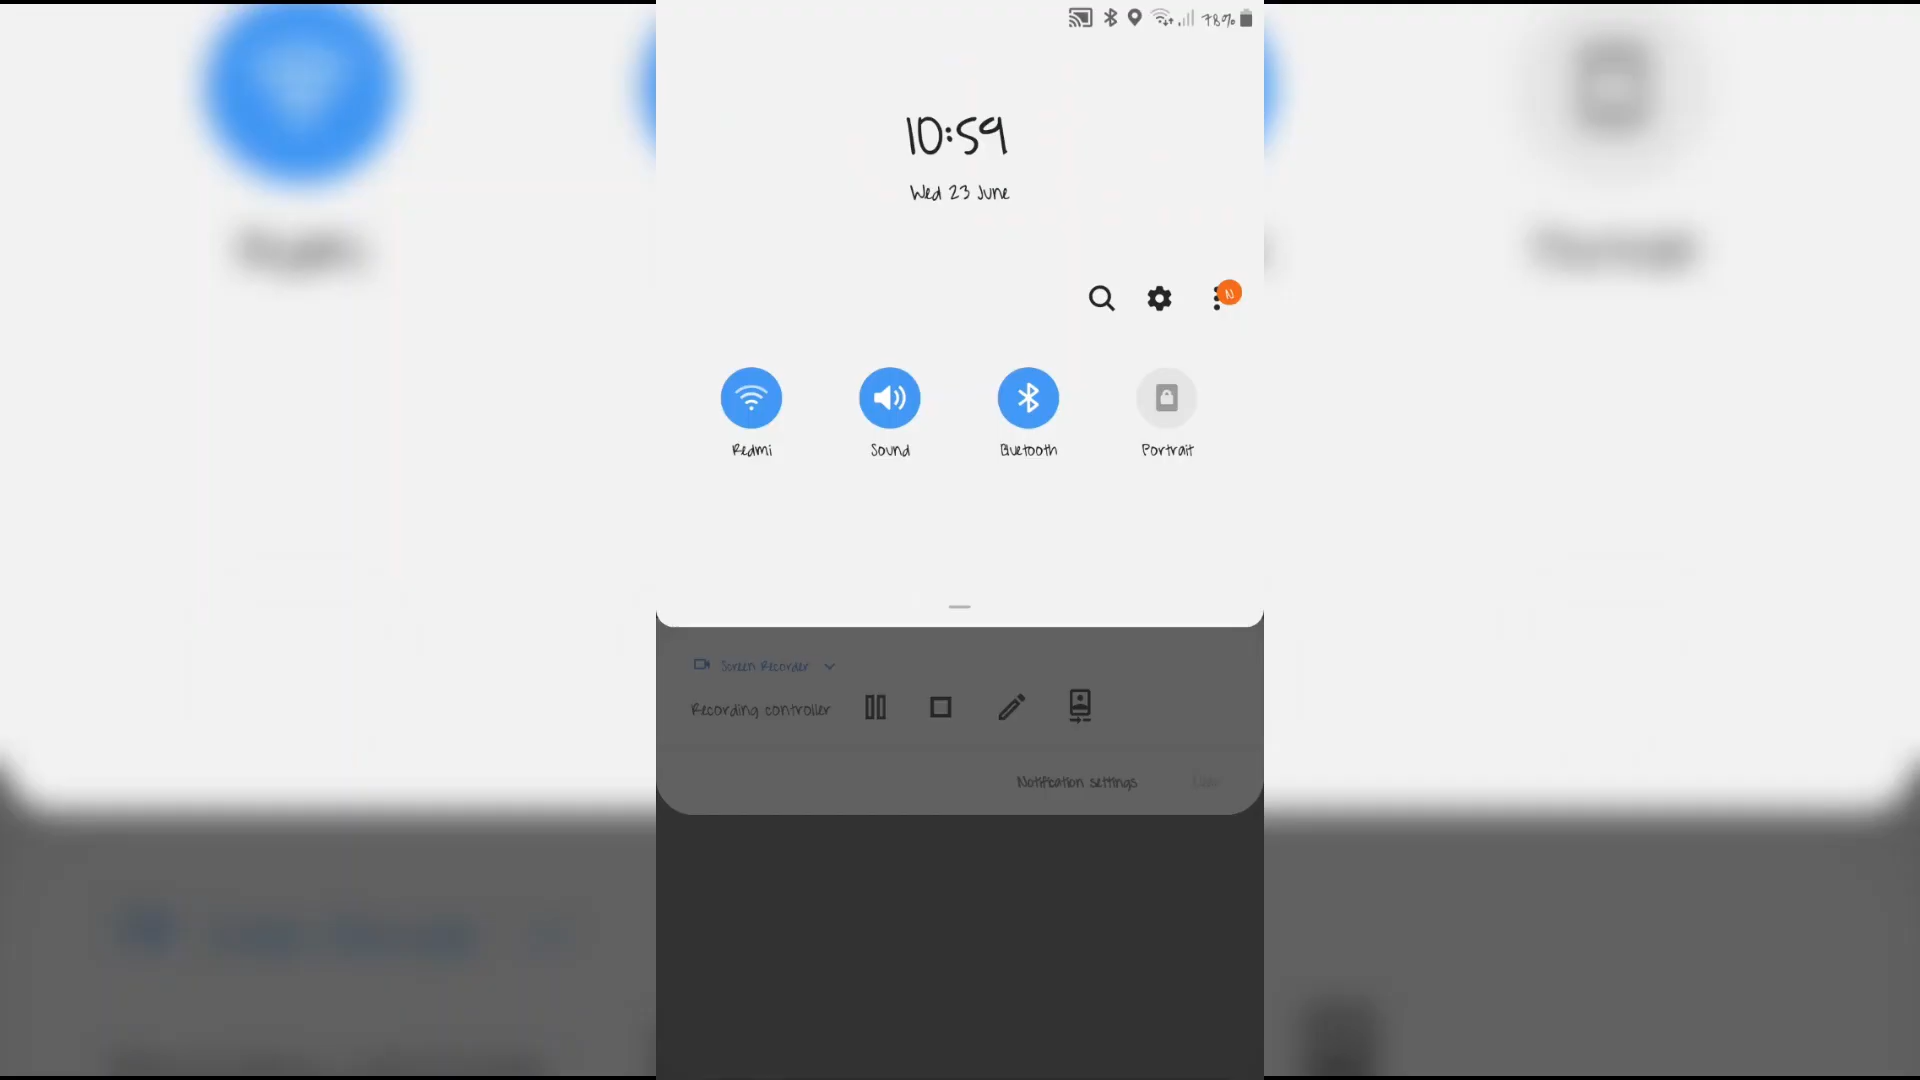 78%
10:59
Wed 23 June
N
Redmi
Sound
Bluetooth
Portrait
Screen Recorder
Recording controller
Notification settings